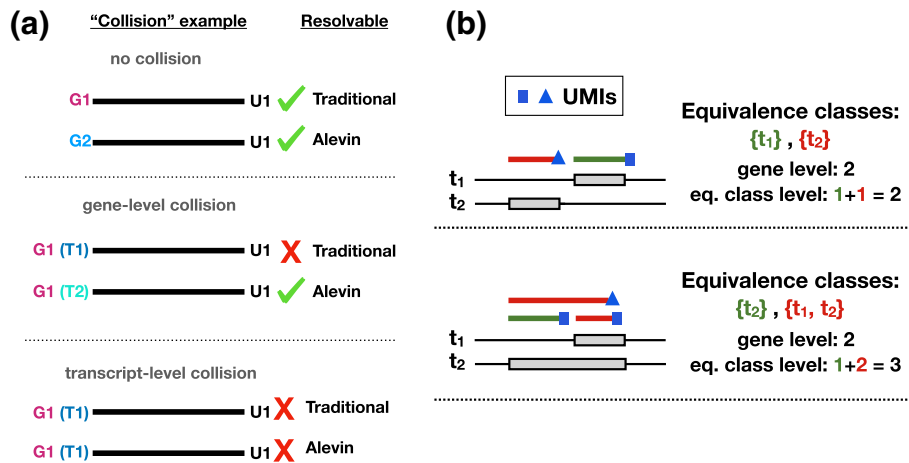 (a)
“Collision” example Resolvable
no collision
G1 U1 Traditional
G2 U1 Alevin
gene-level collision
G1 (T1) U1 X Traditional
G1 (T2) U1 Alevin
transcript-level collision
G1 (T1) U1 X Traditional
G1 (T1) U1 X Alevin
(b)
UMIs
t1
t2
Equivalence classes:
{t1} , {t2}
gene level: 2
eq. class level: 1+1 = 2
t1
t2
Equivalence classes:
{t2} , {t1, t2}
gene level: 2
eq. class level: 1+2 = 3